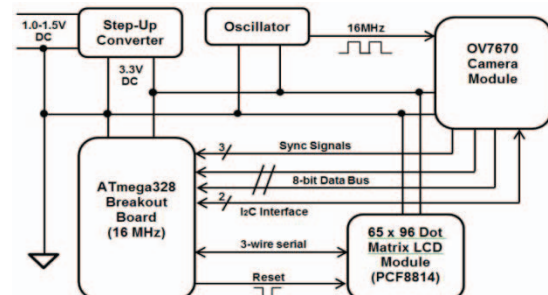 1.0-1.5V
DC
Step-Up
Converter
3.3V
DC
Oscillator
16MHz
OV7670
Camera
Module
3
Sync Signals
8-bit Data Bus
2
I2C Interface
ATmega328
Breakout
Board
(16 MHz)
3-wire serial
Reset
65 x 96 Dot
Matrix LCD
Module
(PCF8814)